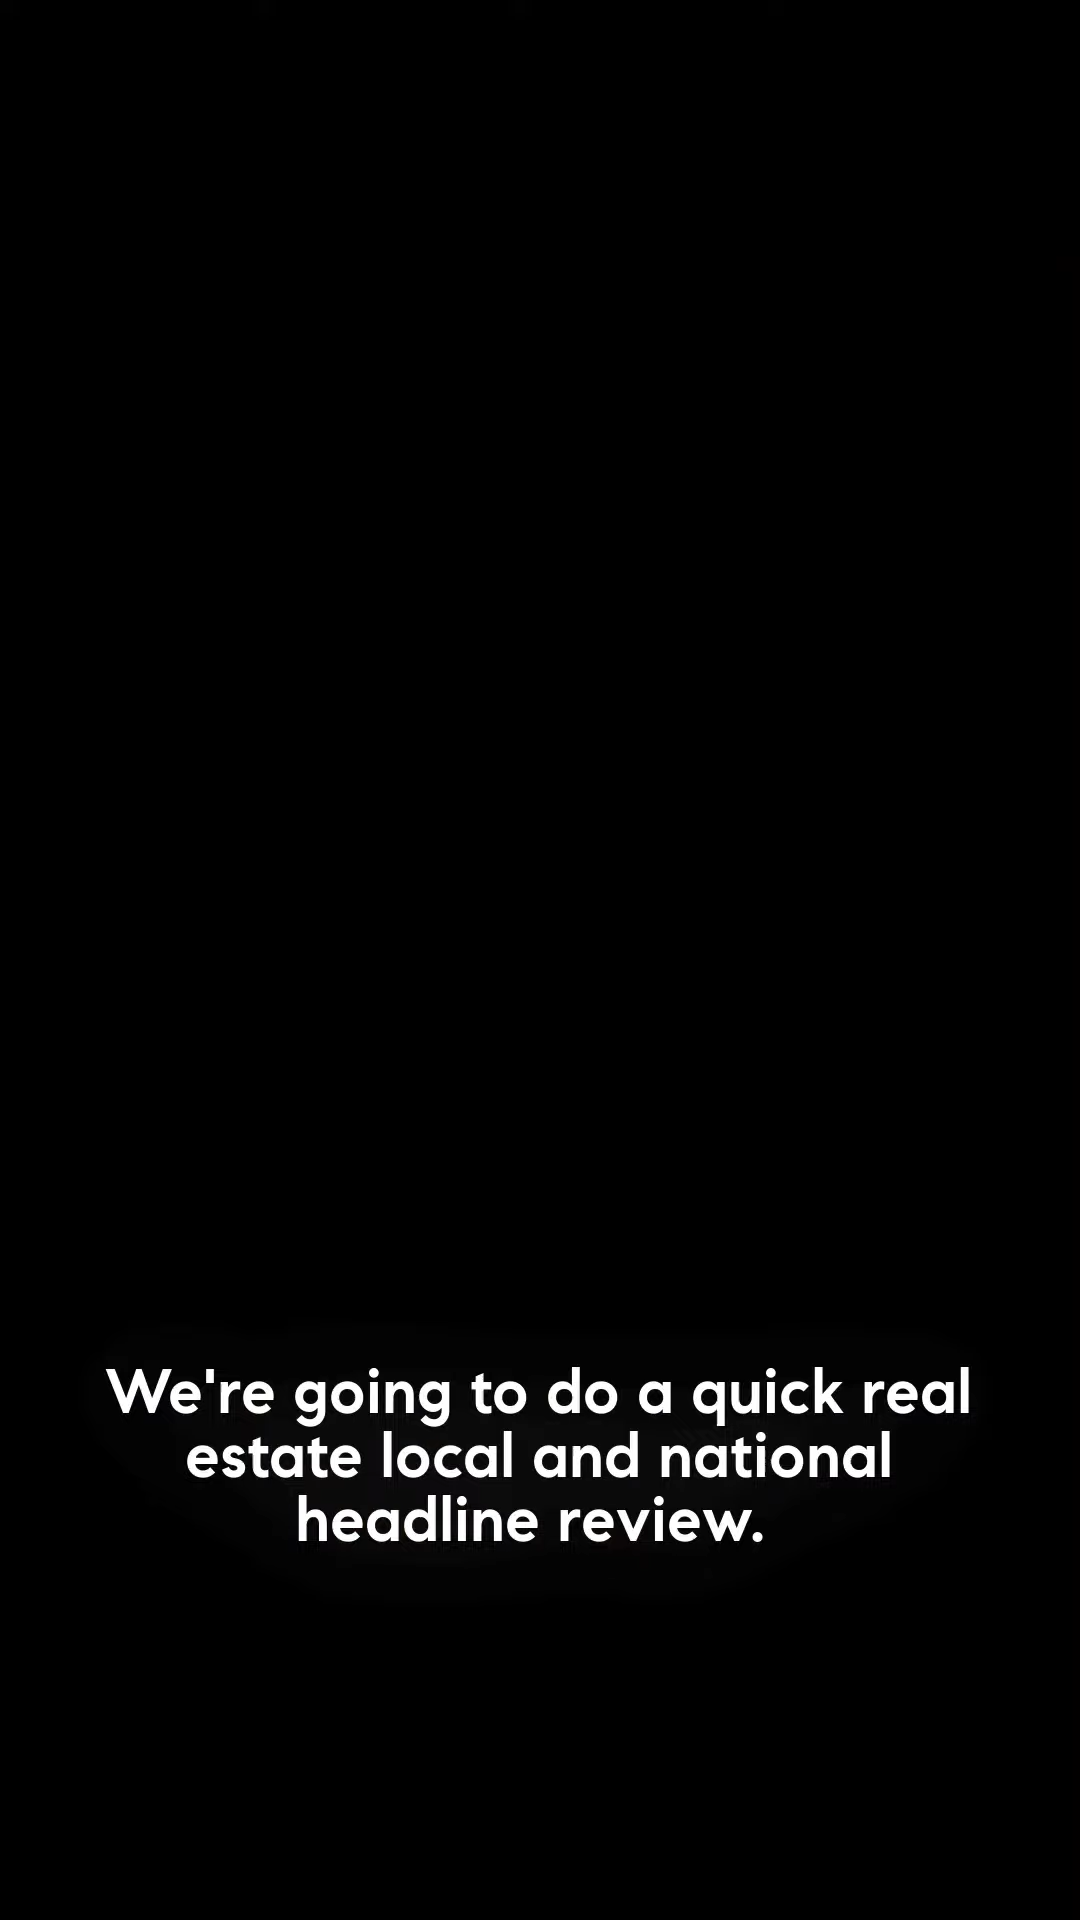 We're going to do a quick real
estate local and national
headline review.